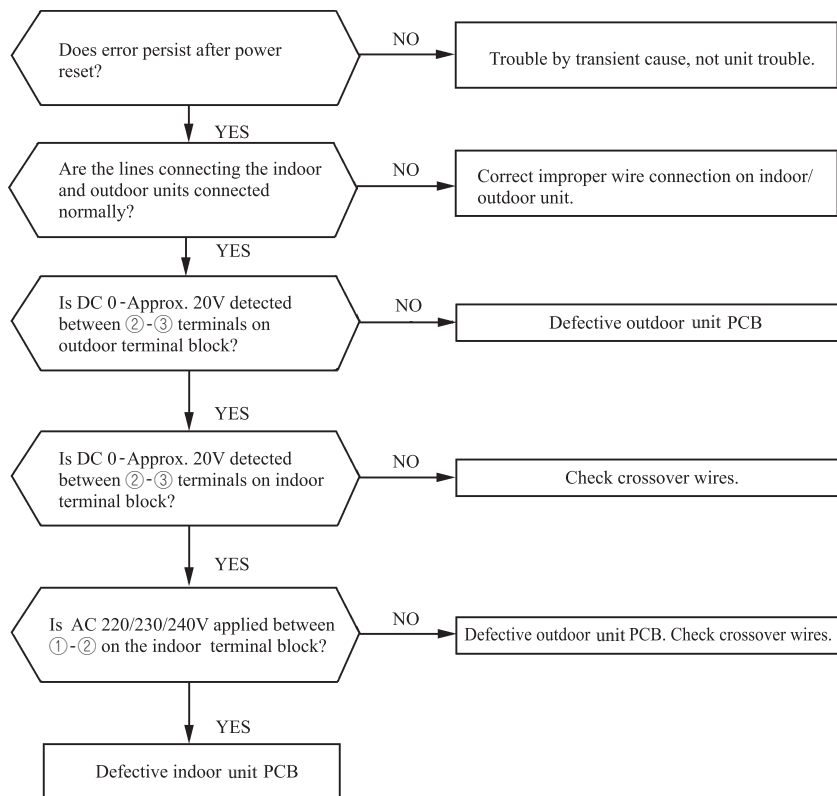 Does error persist after power
reset?
NO
Trouble by transient cause, not unit trouble.
YES
Are the lines connecting the indoor
and outdoor units connected
normally?
NO
Correct improper wire connection on indoor/
outdoor unit.
YES
Is DC 0-Approx. 20V detected
between ②-③ terminals on
outdoor terminal block?
NO
Defective outdoor unit PCB
YES
Is DC 0-Approx. 20V detected
between ②-③ terminals on indoor
terminal block?
NO
Check crossover wires.
YES
Is AC 220/230/240V applied between
①-② on the indoor terminal block?
NO
Defective outdoor unit PCB. Check crossover wires.
YES
Defective indoor unit PCB